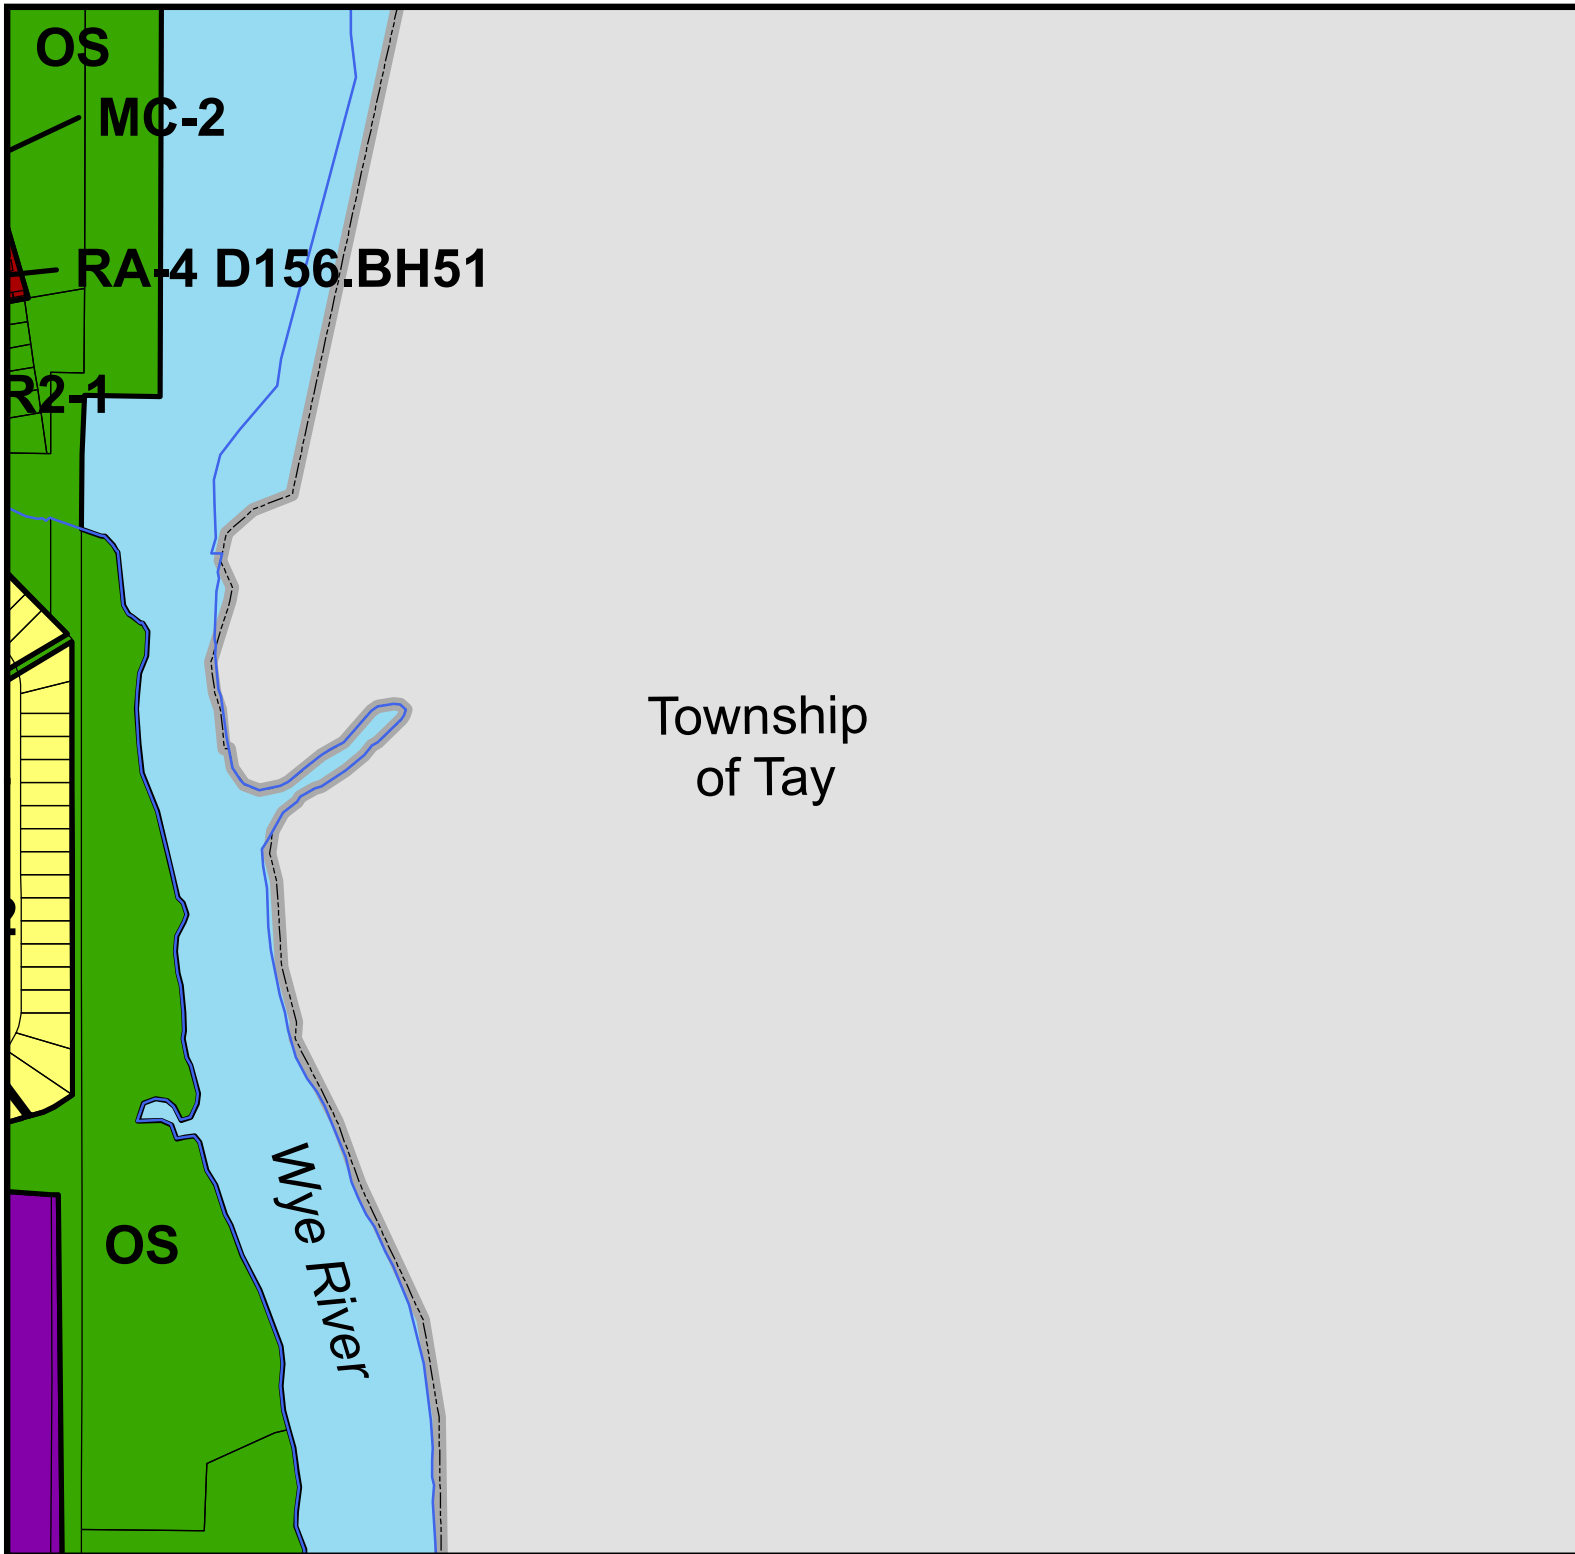 OS
MC-2
RA-4 D156.BH51
R2-1
Township
of Tay
OS
Wye River